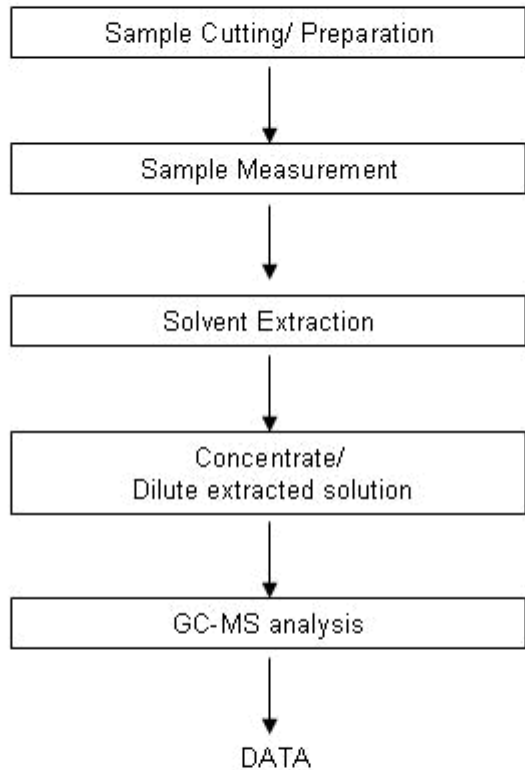 Sample Cutting/ Preparation
Sample Measurement
Solvent Extraction
Concentrate/
Dilute extracted solution
GC-MS analysis
DATA